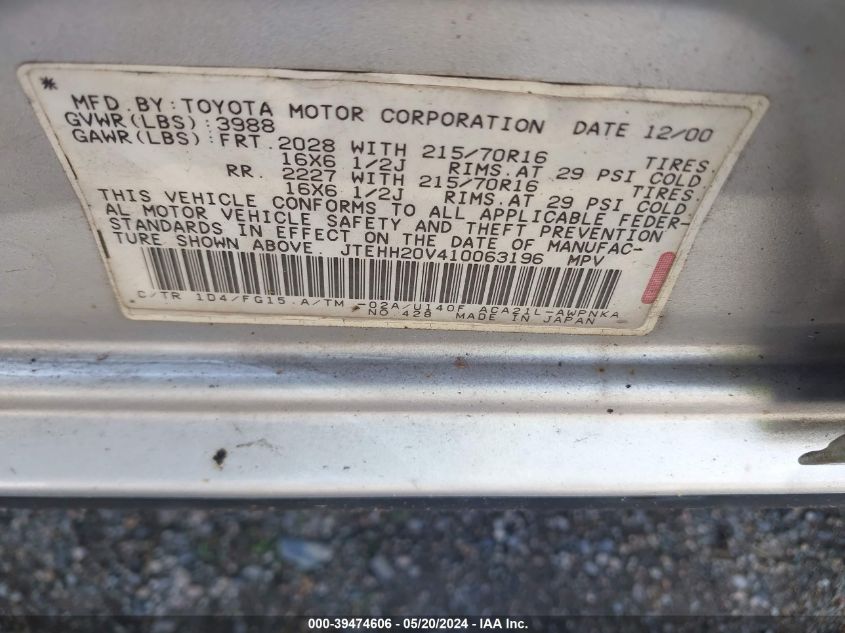 *
MFD.BY:TOYOTA MOTOR CORPORATION DATE 12/00
GVWR(LBS):3988
GAWR(LBS):FRT.2028 WITH 215/70R16 TIRES
16X6 1/2J RIMS.AT 29 PSI COLD
RR. 2227 WITH 215/70R16 TIRES
16X6 1/2J RIMS.AT 29 PSI COLD
THIS VEHICLE CONFORMS TO ALL APPLICABLE FEDER-
AL MOTOR VEHICLE SAFETY AND THEFT PREVENTION
STANDARDS IN EFFECT ON THE DATE OF MANUFAC-
TURE SHOWN ABOVE. JTEHH20V410063196 MPV
C/TR 1D4/FG15.A/TM -02A/U140F ACA21L-AWPNKA
NO.428 MADE IN JAPAN
000-39474606 - 05/20/2024 - IAA Inc.